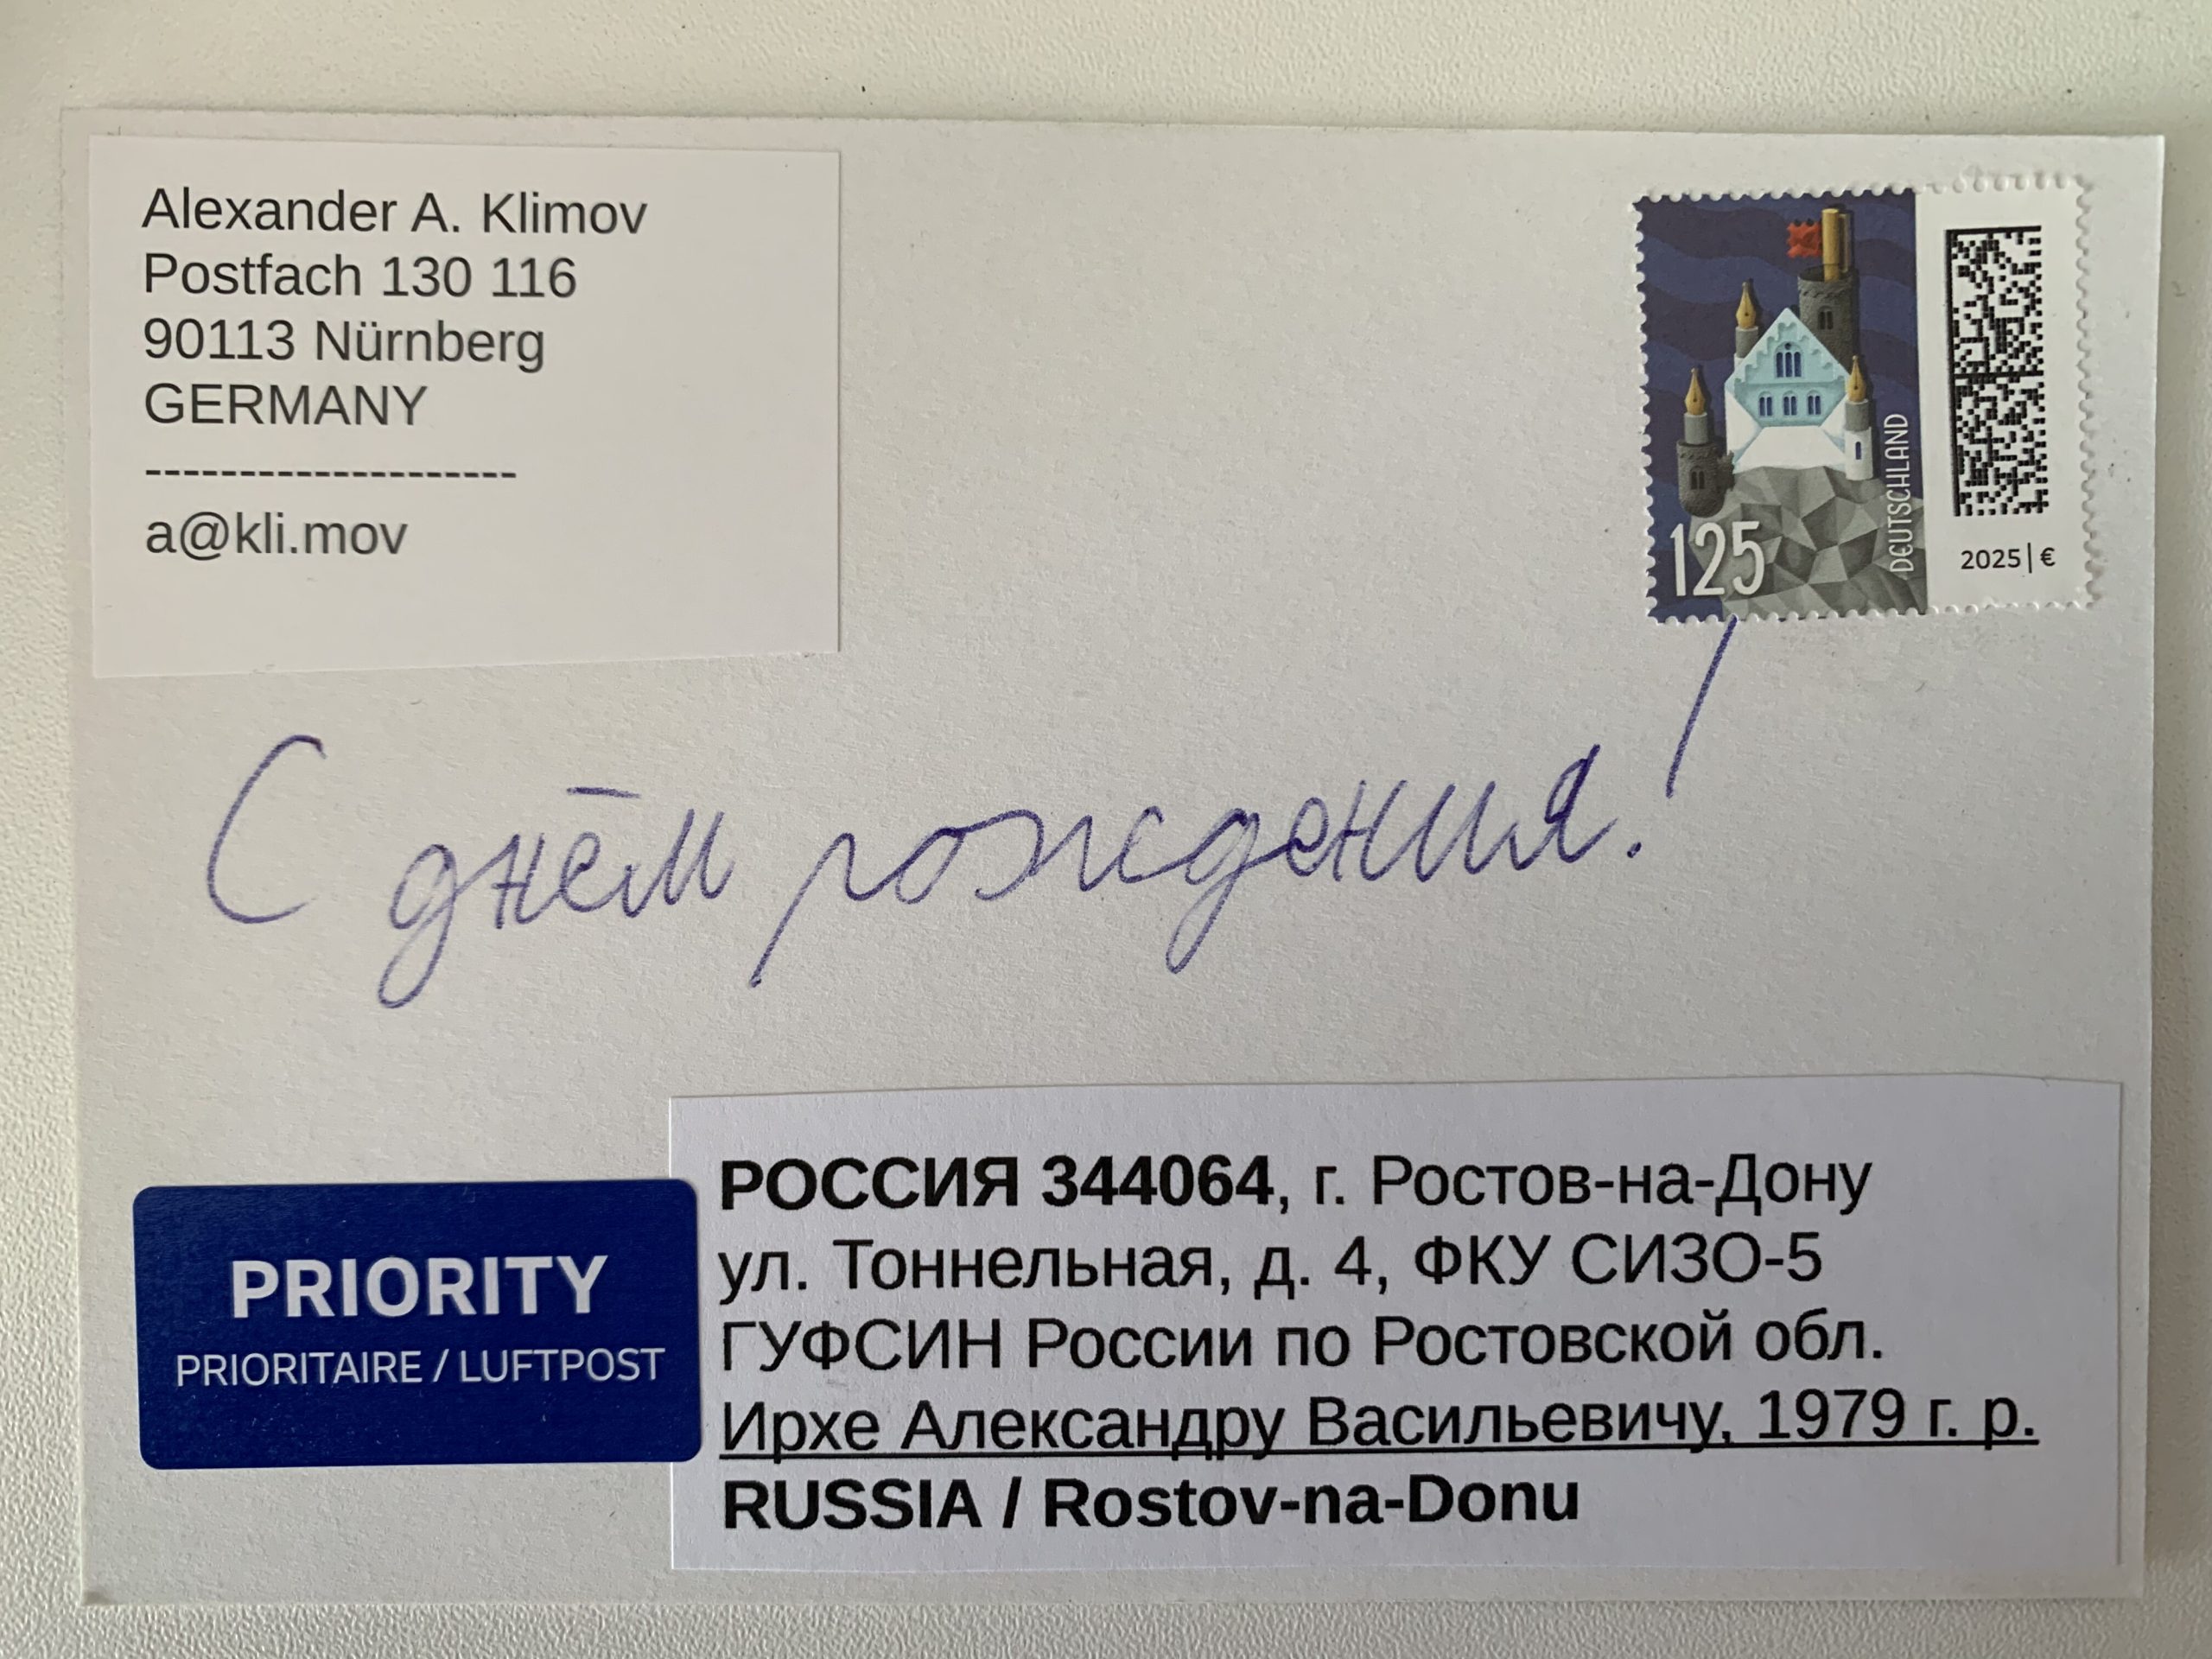 Alexander A. Klimov
Postfach 130 116
90113 Nürnberg
GERMANY
--------------------
a@kli.mov
125
DEUTSCHLAND
2025|€
С днём рождения!
PRIORITY
PRIORITAIRE / LUFTPOST
РОССИЯ 344064, г. Ростов-на-Дону
ул. Тоннельная, д. 4, ФКУ СИЗО-5
ГУФСИН России по Ростовской обл.
Ирхе Александру Васильевичу, 1979 г. р.
RUSSIA / Rostov-na-Donu